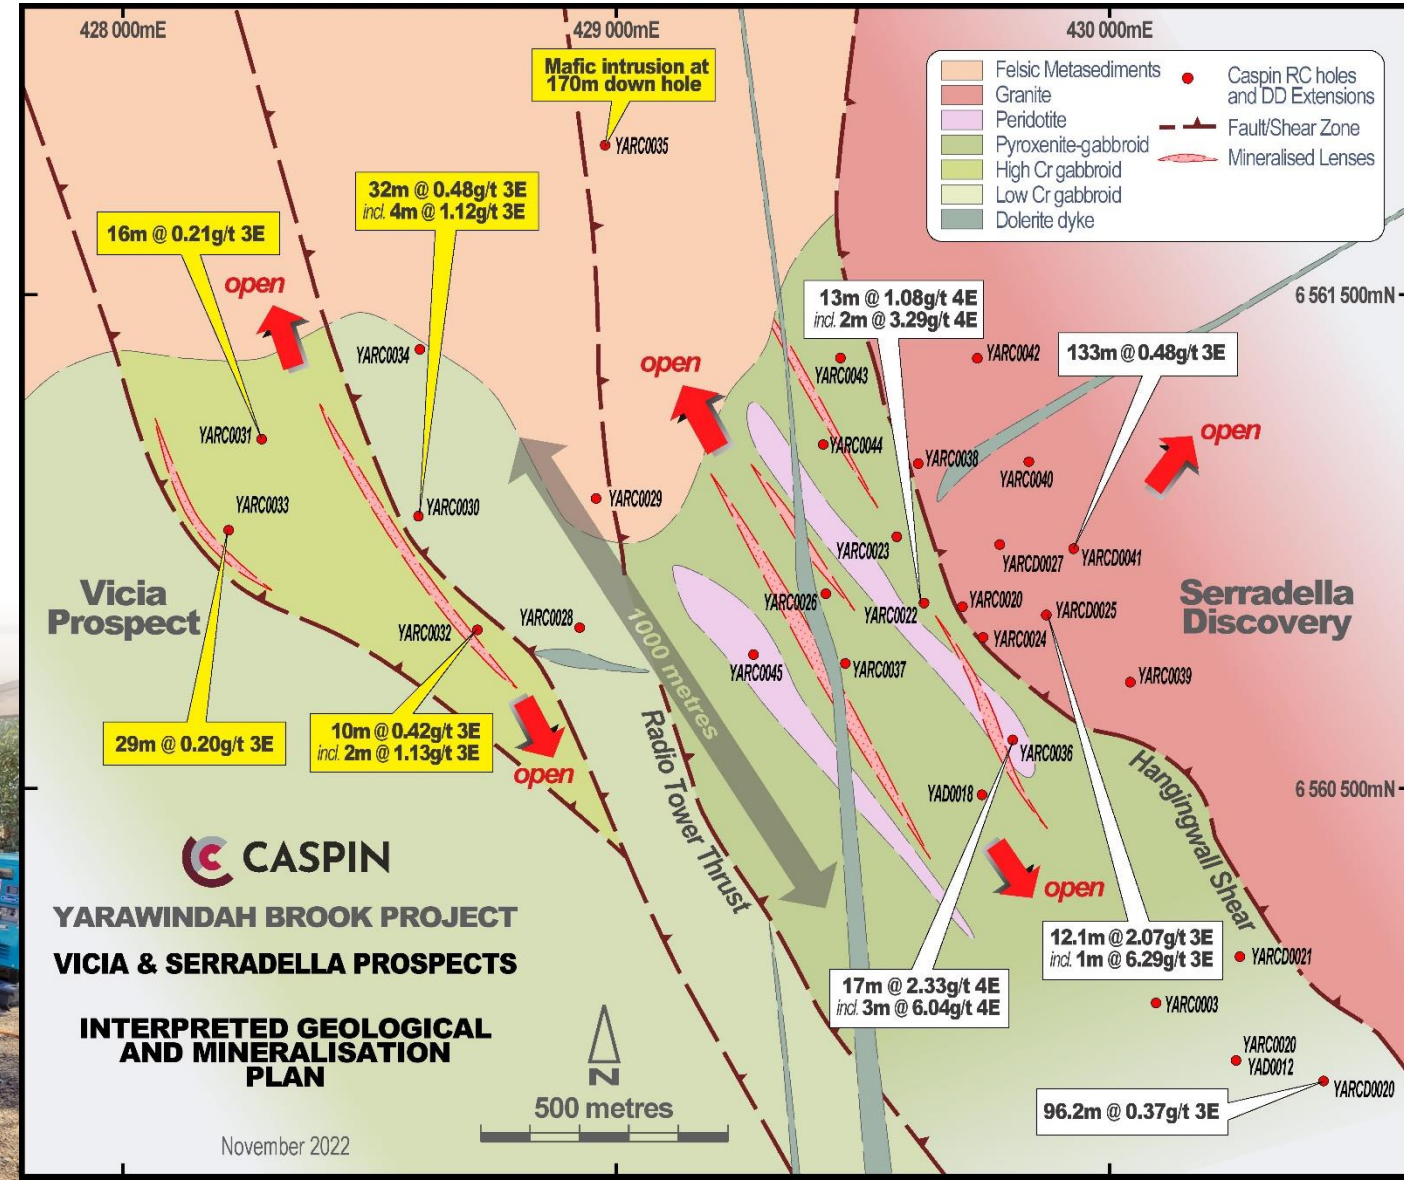 428 000mE
429 000mE
430 000mE
Felsic Metasediments
Granite
Peridotite
Pyroxenite-gabbroid
High Cr gabbroid
Low Cr gabbroid
Dolerite dyke
Caspin RC holes
and DD Extensions
Fault/Shear Zone
Mineralised Lenses
Mafic intrusion at
170m down hole
YARC0035
32m @ 0.48g/t 3E
incl. 4m @ 1.12g/t 3E
16m @ 0.21g/t 3E
open
6 561 500mN
13m @ 1.08g/t 4E
incl. 2m @ 3.29g/t 4E
133m @ 0.48g/t 3E
YARC0034
YARC0043
YARC0042
open
open
YARC0031
YARC0044
YARC0038
YARC0040
YARC0033
YARC0030
YARC0029
YARC0023
YARCD0027
YARCD0041
Vicia
Prospect
Serradella
Discovery
YARC0028
YARC0032
1000 metres
YARC0026
YARC0022
YARC0020
YARCD0025
YARC0024
YARC0045
YARC0037
YARC0039
29m @ 0.20g/t 3E
10m @ 0.42g/t 3E
incl. 2m @ 1.13g/t 3E
open
Radio Tower Thrust
YARC0036
YAD0018
Hangingwall Shear
6 560 500mN
open
CASPIN
YARAWINDAH BROOK PROJECT
VICIA & SERRADELLA PROSPECTS
INTERPRETED GEOLOGICAL
AND MINERALISATION
PLAN
November 2022
N
500 metres
17m @ 2.33g/t 4E
incl. 3m @ 6.04g/t 4E
12.1m @ 2.07g/t 3E
incl. 1m @ 6.29g/t 3E
YARCD0021
YARC0003
YARC0020
YAD0012
YARCD0020
96.2m @ 0.37g/t 3E